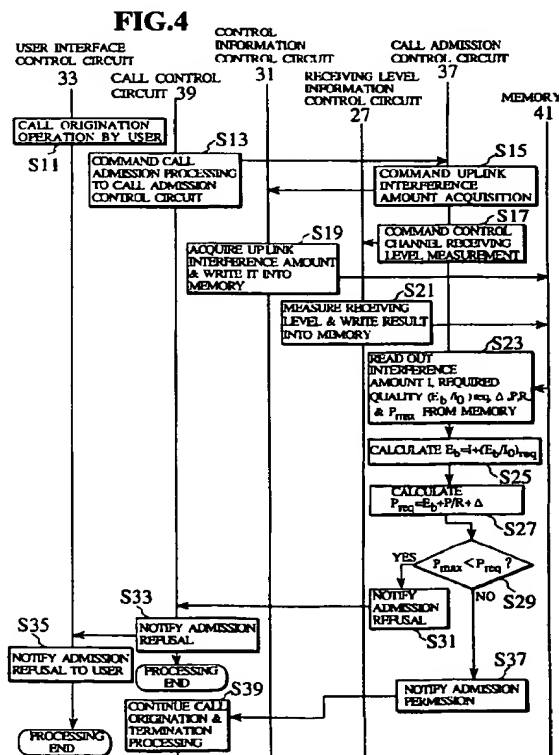 FIG.4
USER INTERFACE
CONTROL CIRCUIT
33
CALL CONTROL
CIRCUIT
39
CONTROL
INFORMATION
CONTROL CIRCUIT
31
RECEIVING LEVEL
INFORMATION
CONTROL CIRCUIT
27
CALL ADMISSION
CONTROL CIRCUIT
37
MEMORY
41
CALL ORIGINATION
OPERATION BY USER
S11
S13
COMMAND CALL
ADMISSION PROCESSING
TO CALL ADMISSION
CONTROL CIRCUIT
S15
COMMAND UPLINK
INTERFERENCE
AMOUNT ACQUISITION
S17
COMMAND CONTROL
CHANNEL RECEIVING
LEVEL MEASUREMENT
S19
ACQUIRE UPLINK
INTERFERENCE AMOUNT
& WRITE IT INTO
MEMORY
S21
MEASURE RECEIVING
LEVEL & WRITE RESULT
INTO MEMORY
S23
READ OUT
INTERFERENCE
AMOUNT I, REQUIRED
QUALITY (Eb/I0)req, Δ,P,R,
& Pmax FROM MEMORY
CALCULATE Eb=I+(Eb/I0)req
S25
CALCULATE
Preq=Eb+P/R+Δ
S27
Pmax<Preq ?
YES
NO
S29
NOTIFY
ADMISSION
REFUSAL
S31
S33
NOTIFY ADMISSION
REFUSAL
PROCESSING
END
S35
NOTIFY ADMISSION
REFUSAL TO USER
PROCESSING
END
S37
NOTIFY ADMISSION
PERMISSION
S39
CONTINUE CALL
ORIGINATION &
TERMINATION
PROCESSING